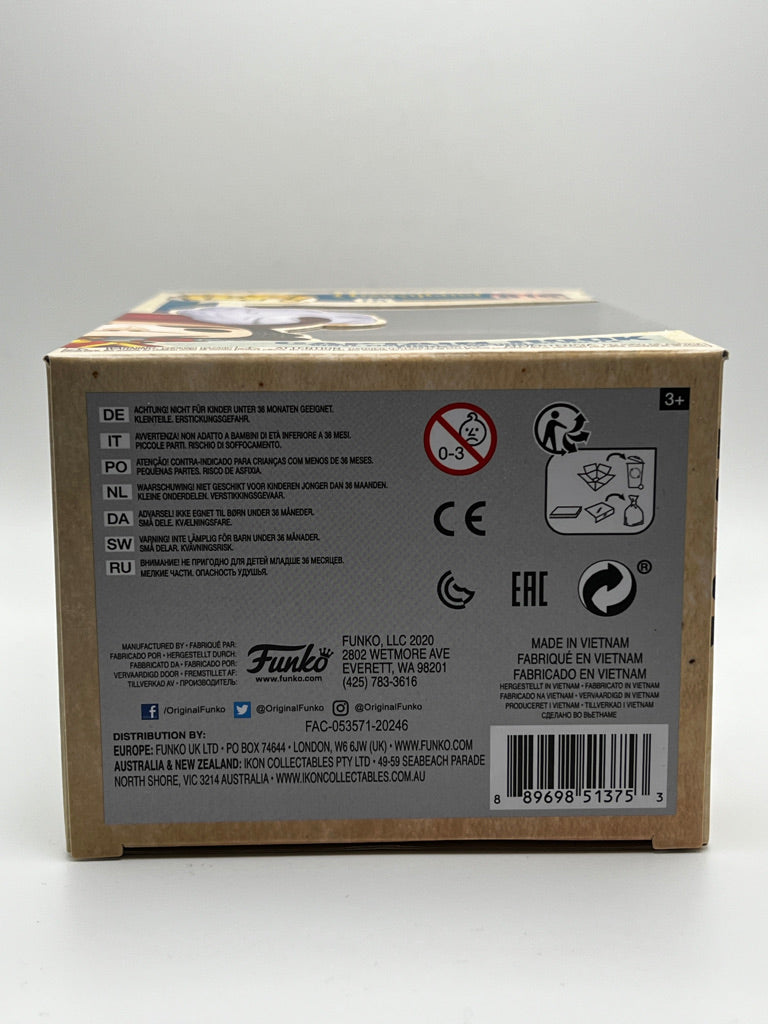 3+
DE ACHTUNG! NICHT FÜR KINDER UNTER 36 MONATEN GEEIGNET.
KLEINTEILE. ERSTICKUNGSGEFAHR.
IT AVVERTENZA! NON ADATTO A BAMBINI DI ETÀ INFERIORE A 36 MESI.
PICCOLE PARTI. RISCHIO DI SOFFOCAMENTO.
PO ATENÇÃO! CONTRA-INDICADO PARA CRIANÇAS COM MENOS DE 36 MESES.
PEQUENAS PARTES. RISCO DE ASFIXIA.
NL WAARSCHUWING! NIET GESCHIKT VOOR KINDEREN JONGER DAN 36 MAANDEN.
KLEINE ONDERDELEN. VERSTIKKINGSGEVAAR.
DA ADVARSEL! IKKE EGNET TIL BØRN UNDER 36 MÅNEDER.
SMÅ DELE. KVÆLNINGSFARE.
SW VARNING! INTE LÄMPLIG FÖR BARN UNDER 36 MÅNADER.
SMÅ DELAR. KVÄVNINGSRISK.
RU ВНИМАНИЕ! НЕ ПРИГОДНО ДЛЯ ДЕТЕЙ МЛАДШЕ 36 МЕСЯЦЕВ.
МЕЛКИЕ ЧАСТИ. ОПАСНОСТЬ УДУШЬЯ.
0-3
CE
EAC
®
MANUFACTURED BY • FABRIQUÉ PAR:
FABRICADO POR • HERGESTELLT DURCH:
FABBRICATO DA • FABRICADO POR:
VERVAARDIGD DOOR • FREMSTILLET AF:
TILLVERKAD AV • ПРОИЗВОДИТЕЛЬ:
Funko
www.funko.com
FUNKO, LLC 2020
2802 WETMORE AVE
EVERETT, WA 98201
(425) 783-3616
MADE IN VIETNAM
FABRIQUÉ EN VIETNAM
FABRICADO EN VIETNAM
HERGESTELLT IN VIETNAM • FABBRICATO IN VIETNAM
FABRICADO NA VIETNAM • VERVAARDIGD IN VIETNAM
PRODUCERET I VIETNAM • TILLVERKAD I VIETNAM
СДЕЛАНО ВО ВЬЕТНАМЕ
/OriginalFunko @OriginalFunko @OriginalFunko
FAC-053571-20246
DISTRIBUTION BY:
EUROPE: FUNKO UK LTD • PO BOX 74644 • LONDON, W6 6JW (UK) • WWW.FUNKO.COM
AUSTRALIA & NEW ZEALAND: IKON COLLECTABLES PTY LTD • 49-59 SEABEACH PARADE
NORTH SHORE, VIC 3214 AUSTRALIA • WWW.IKONCOLLECTABLES.COM.AU
8 89698 51375 3